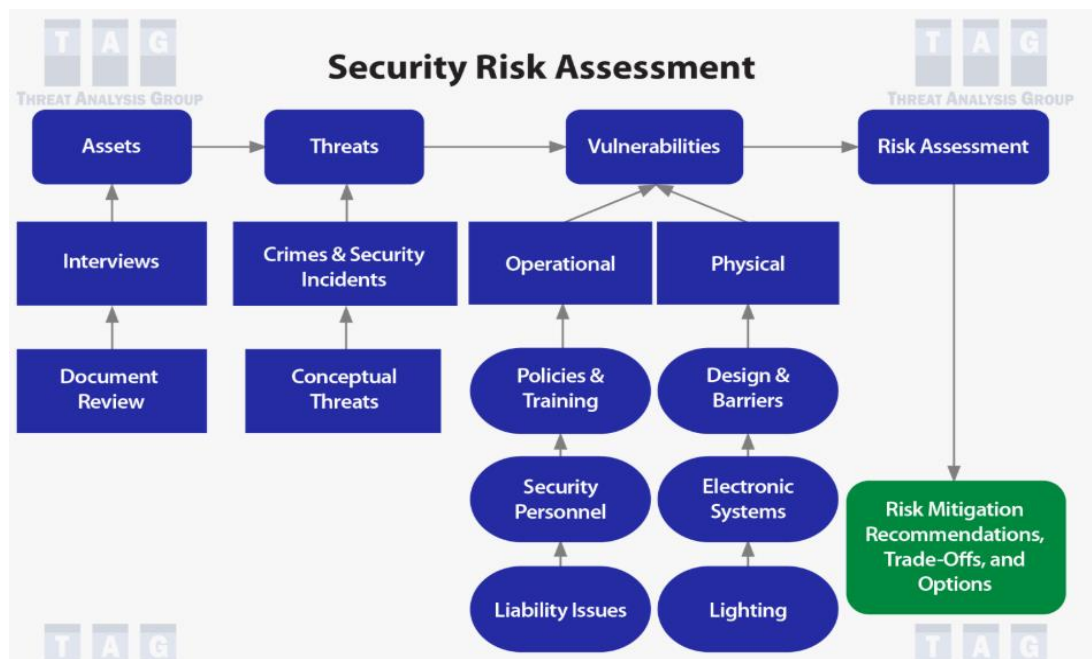 T A G
THREAT ANALYSIS GROUP
Security Risk Assessment
T A G
THREAT ANALYSIS GROUP
Assets
Threats
Vulnerabilities
Risk Assessment
Interviews
Crimes & Security
Incidents
Operational
Physical
Document
Review
Conceptual
Threats
Policies &
Training
Design &
Barriers
Security
Personnel
Electronic
Systems
Risk Mitigation
Recommendations,
Trade-Offs, and
Options
Liability Issues
Lighting
T A G
T A G